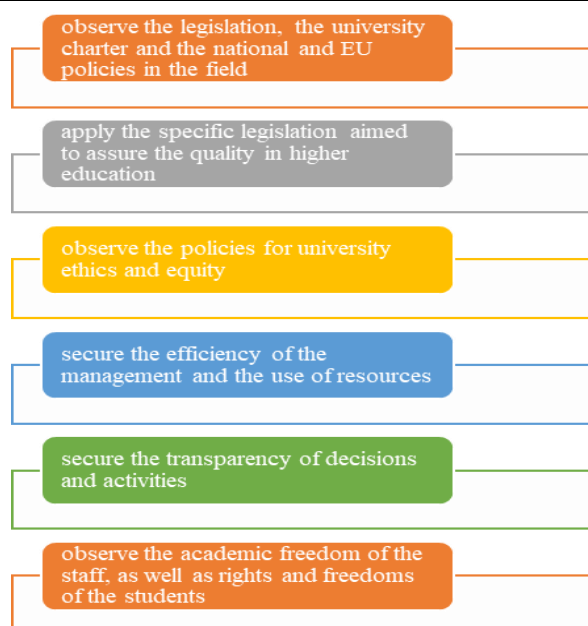 observe the legislation, the university
charter and the national and EU
policies in the field
apply the specific legislation aimed
to assure the quality in higher
education
observe the policies for university
ethics and equity
secure the efficiency of the
management and the use of resources
secure the transparency of decisions
and activities
observe the academic freedom of the
staff, as well as rights and freedoms
of the students